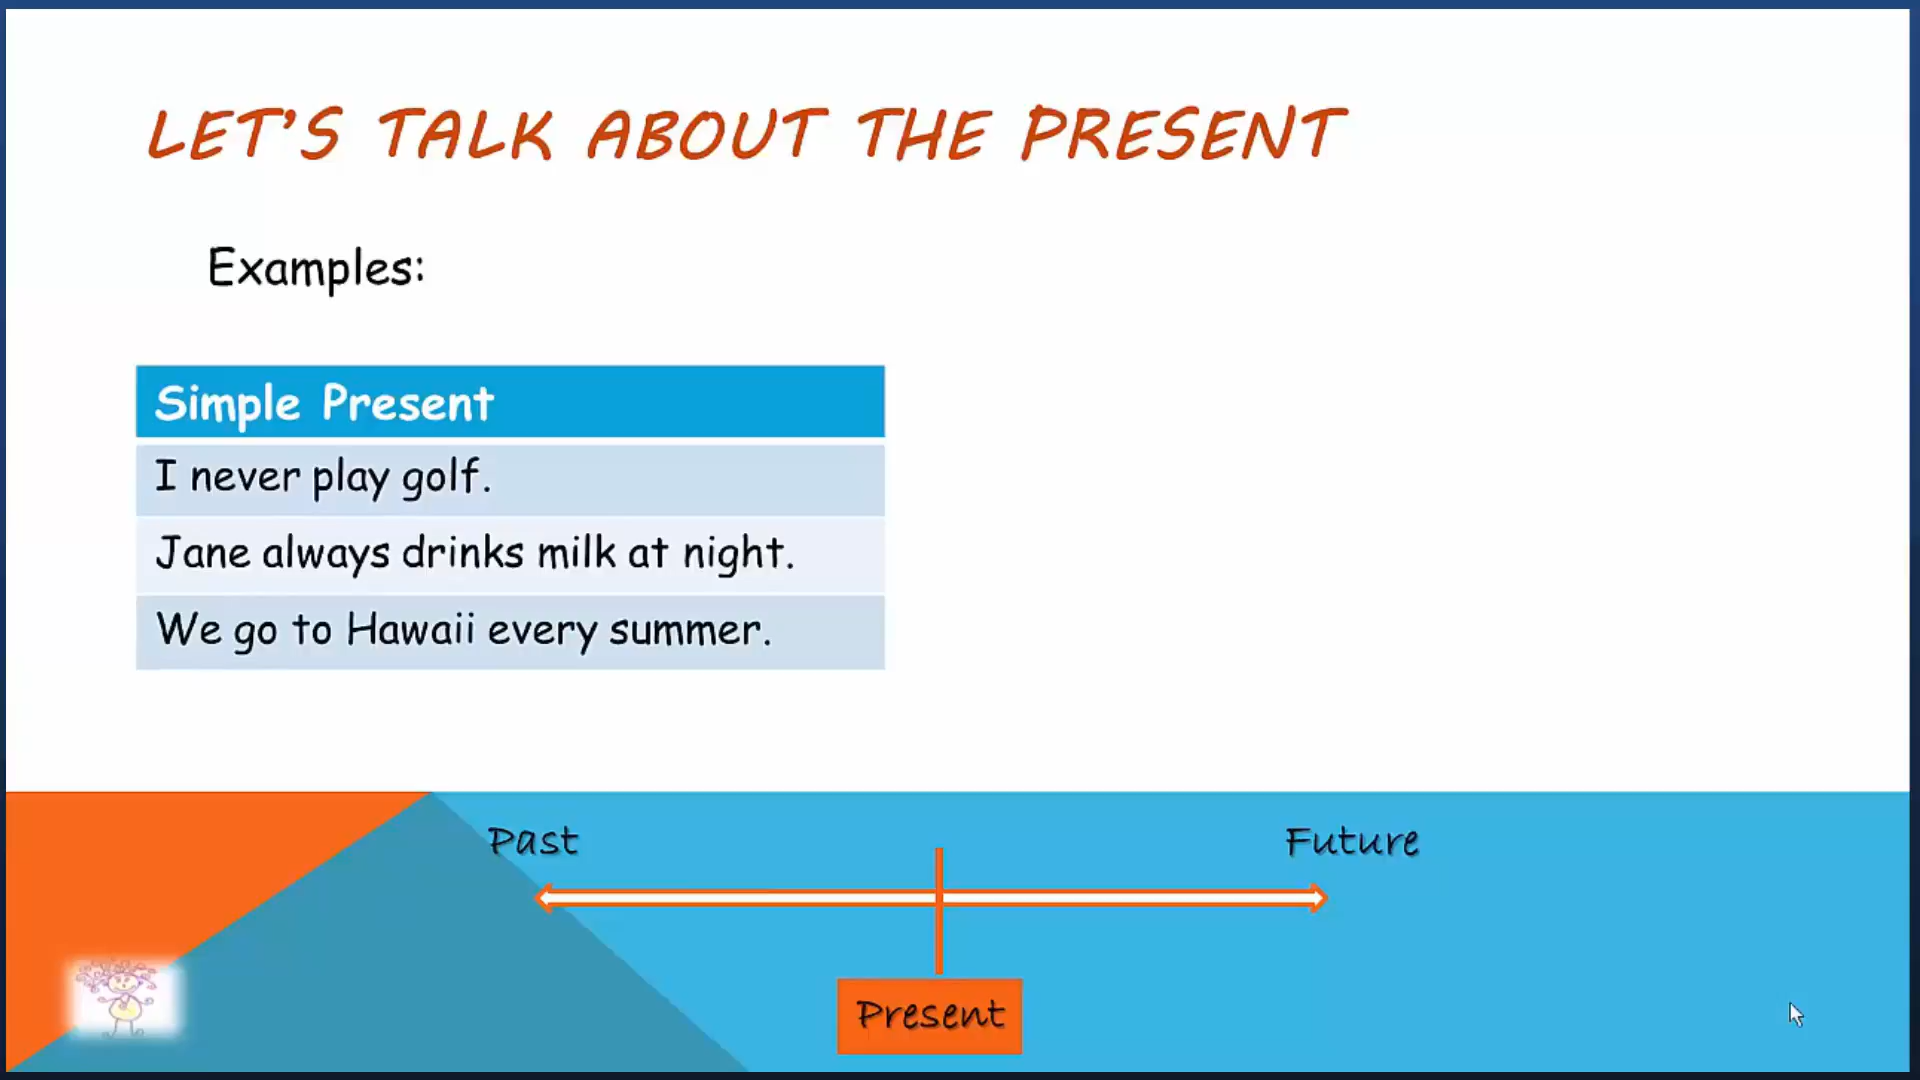 LET'S TALK ABOUT THE PRESENT
Examples:
Simple Present
I never play golf.
Jane always drinks milk at night.
We go to Hawaii every summer.
Past
Future
Present